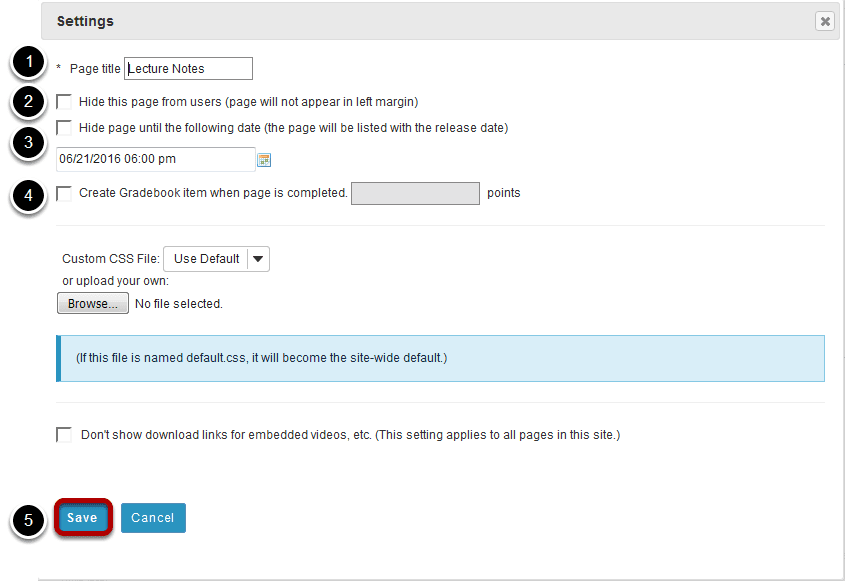 Settings
1
* Page title Lecture Notes
2
Hide this page from users (page will not appear in left margin)
Hide page until the following date (the page will be listed with the release date)
3
06/21/2016 06:00 pm
4
Create Gradebook item when page is completed. points
Custom CSS File: Use Default
or upload your own:
Browse... No file selected.
(If this file is named default.css, it will become the site-wide default.)
Don't show download links for embedded videos, etc. (This setting applies to all pages in this site.)
5
Save Cancel